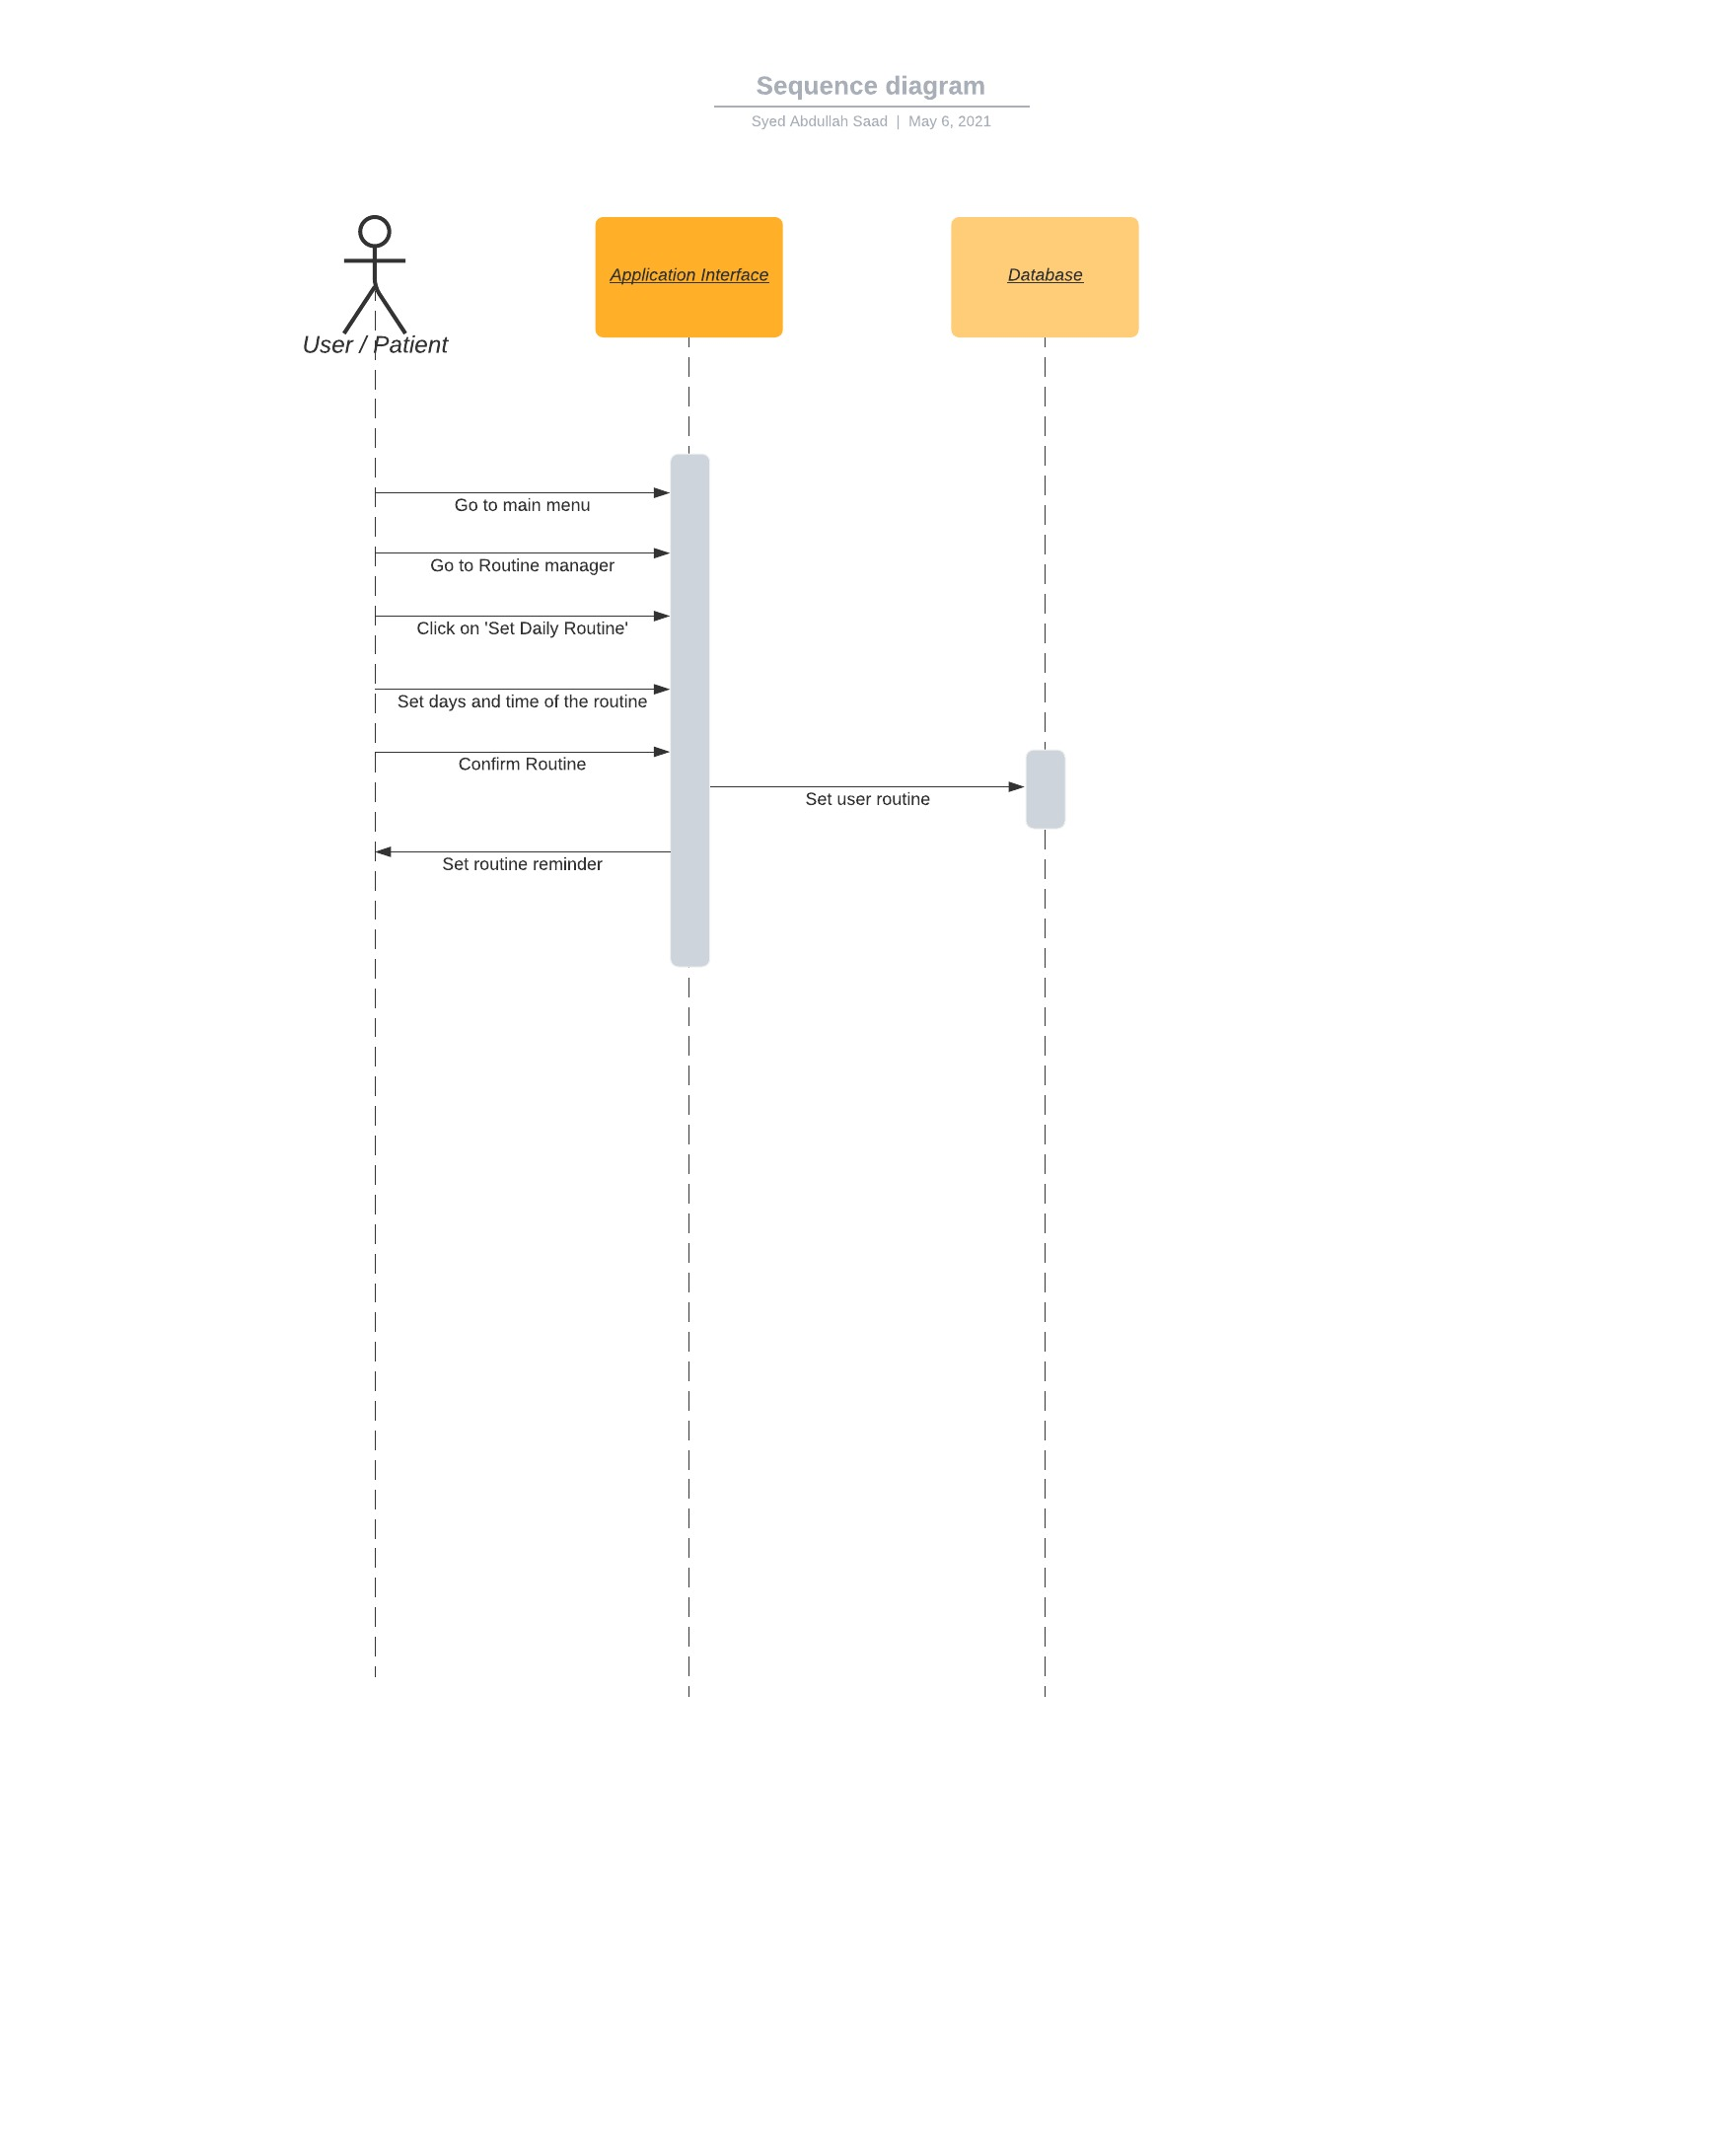 Sequence diagram
Syed Abdullah Saad | May 6, 2021
Application Interface
Database
User / Patient
Go to main menu
Go to Routine manager
Click on 'Set Daily Routine'
Set days and time of the routine
Confirm Routine
Set user routine
Set routine reminder